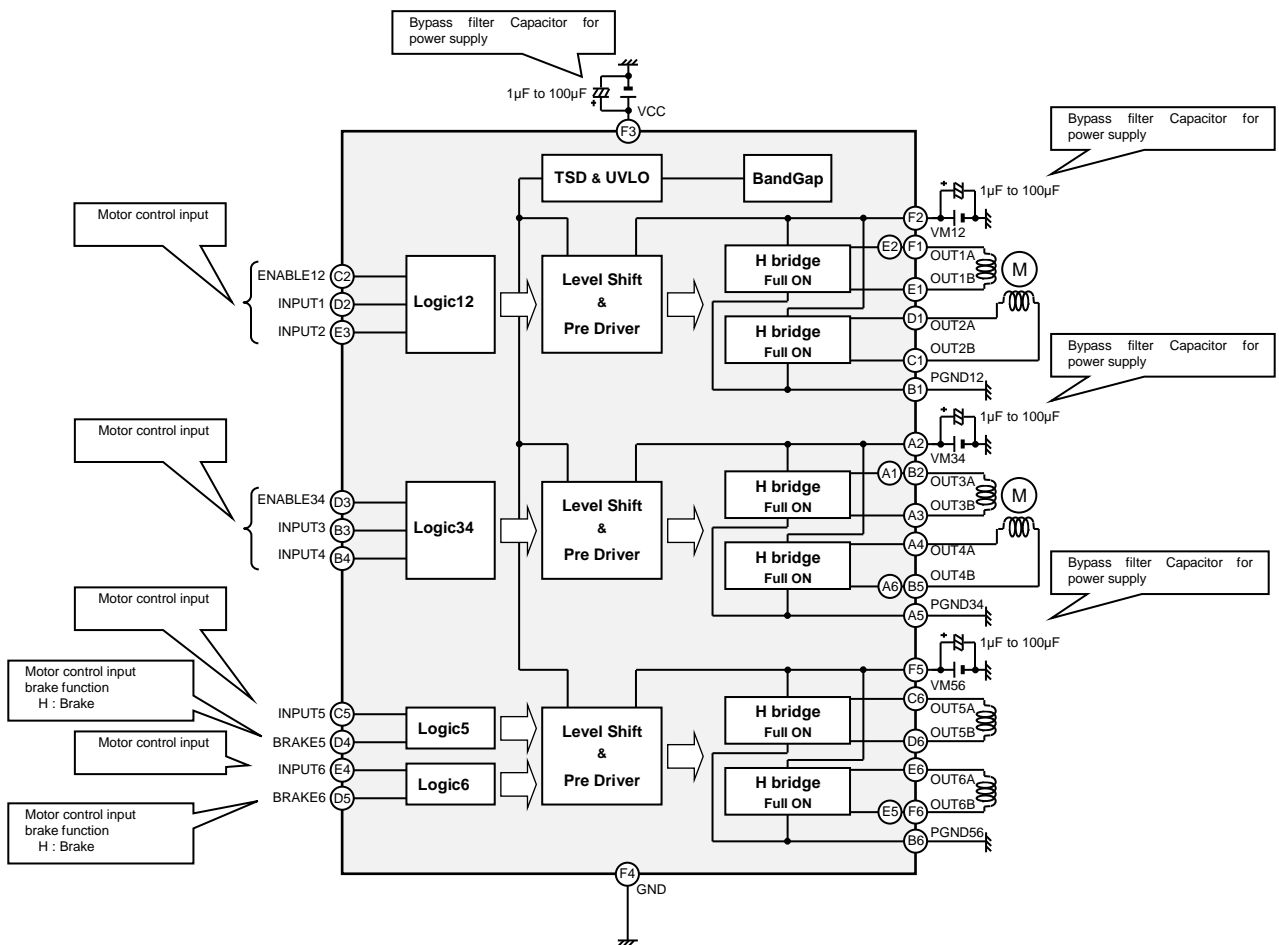 Bypass filter Capacitor for
power supply
1µF to 100µF
+
VCC
F3
Bypass filter Capacitor for
power supply
TSD & UVLO
BandGap
+
1µF to 100µF
Motor control input
F2
VM12
ENABLE12 C2
INPUT1 D2
INPUT2 E3
Logic12
Level Shift
&
Pre Driver
H bridge
Full ON
E2 F1
OUT1A
OUT1B
E1
M
H bridge
Full ON
D1
OUT2A
OUT2B
C1
Bypass filter Capacitor for
power supply
B1
PGND12
+
1µF to 100µF
Motor control input
A2
VM34
ENABLE34 D3
INPUT3 B3
INPUT4 B4
Logic34
Level Shift
&
Pre Driver
H bridge
Full ON
A1 B2
OUT3A
OUT3B
A3
M
H bridge
Full ON
A4
OUT4A
A6 B5
OUT4B
Bypass filter Capacitor for
power supply
A5
PGND34
+
1µF to 100µF
Motor control input
F5
VM56
Motor control input
brake function
H : Brake
INPUT5 C5
BRAKE5 D4
Logic5
Motor control input
INPUT6 E4
BRAKE6 D5
Logic6
Motor control input
brake function
H : Brake
Level Shift
&
Pre Driver
H bridge
Full ON
C6
OUT5A
OUT5B
D6
H bridge
Full ON
E6
OUT6A
OUT6B
E5 F6
B6
PGND56
F4
GND